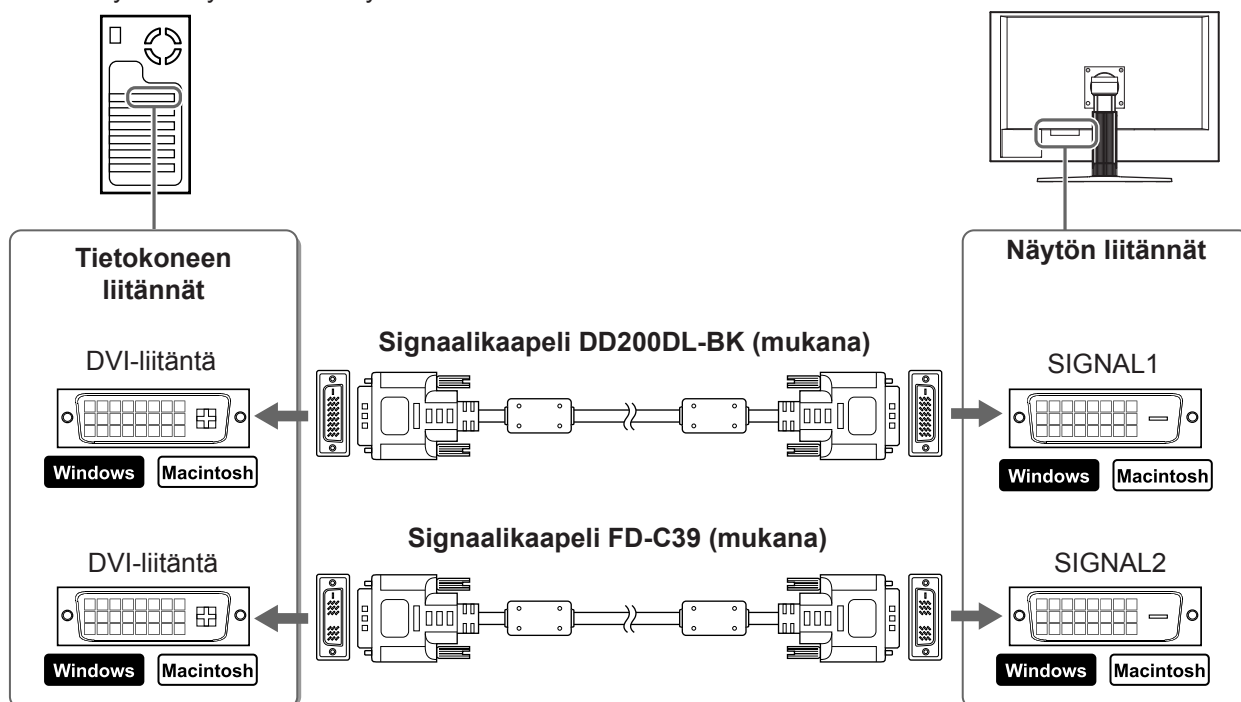 Tietokoneen
liitännät
Näytön liitännät
Signaalikaapeli DD200DL-BK (mukana)
DVI-liitäntä
SIGNAL1
Windows Macintosh
Windows Macintosh
Signaalikaapeli FD-C39 (mukana)
DVI-liitäntä
SIGNAL2
Windows Macintosh
Windows Macintosh